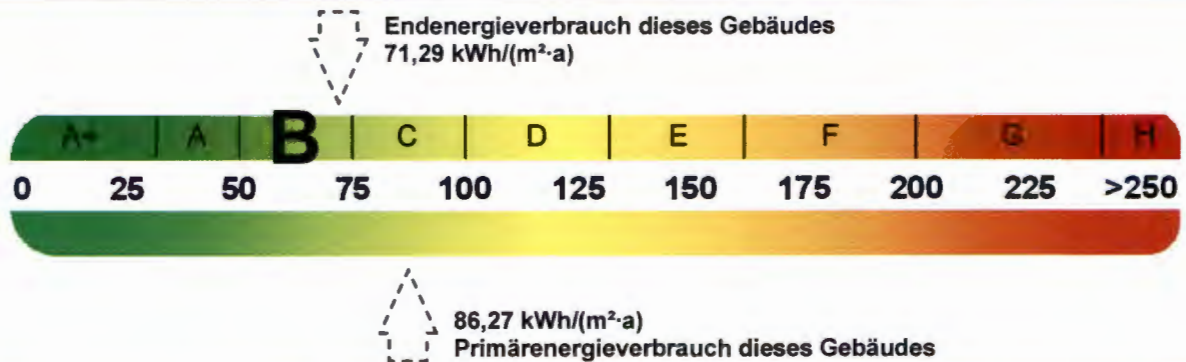 Endenergieverbrauch dieses Gebäudes
71,29 kWh/(m²·a)
A+ A B C D E F G H
0 25 50 75 100 125 150 175 200 225 >250
86,27 kWh/(m²·a)
Primärenergieverbrauch dieses Gebäudes